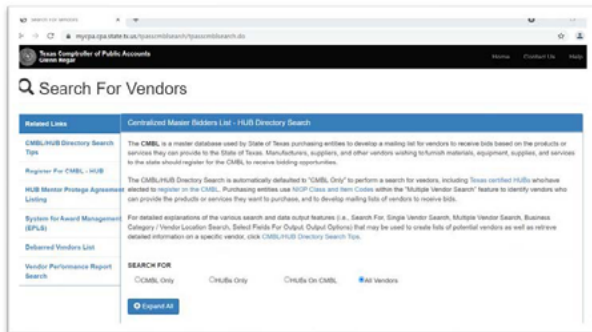 Search for Vendors
mycpa.cpa.state.tx.us/tpasscmblsearch/tpasscmblsearch.do
Texas Comptroller of Public Accounts
Glenn Hegar
Home Contact Us Help
Search For Vendors
Related Links
CMBL/HUB Directory Search
Tips
Register For CMBL - HUB
HUB Mentor Protege Agreement
Listing
System for Award Management
(EPLS)
Debarred Vendors List
Vendor Performance Report
Search
Centralized Master Bidders List - HUB Directory Search
The CMBL is a master database used by State of Texas purchasing entities to develop a mailing list for vendors to receive bids based on the products or
services they can provide to the State of Texas. Manufacturers, suppliers, and other vendors wishing to furnish materials, equipment, supplies, and services
to the state should register for the CMBL to receive bidding opportunities.
The CMBL/HUB Directory Search is automatically defaulted to "CMBL Only" to perform a search for vendors, including Texas certified HUBs who have
elected to register on the CMBL. Purchasing entities use NIGP Class and Item Codes within the "Multiple Vendor Search" feature to identify vendors who
can provide the products or services they want to purchase, and to develop mailing lists of vendors to receive bids.
For detailed explanations of the various search and data output features (i.e., Search For, Single Vendor Search, Multiple Vendor Search, Business
Category / Vendor Location Search, Select Fields For Output, Output Options) that may be used to create lists of potential vendors as well as retrieve
detailed information on a specific vendor, click CMBL/HUB Directory Search Tips.
SEARCH FOR
CMBL Only HUBs Only HUBs On CMBL All Vendors
Expand All